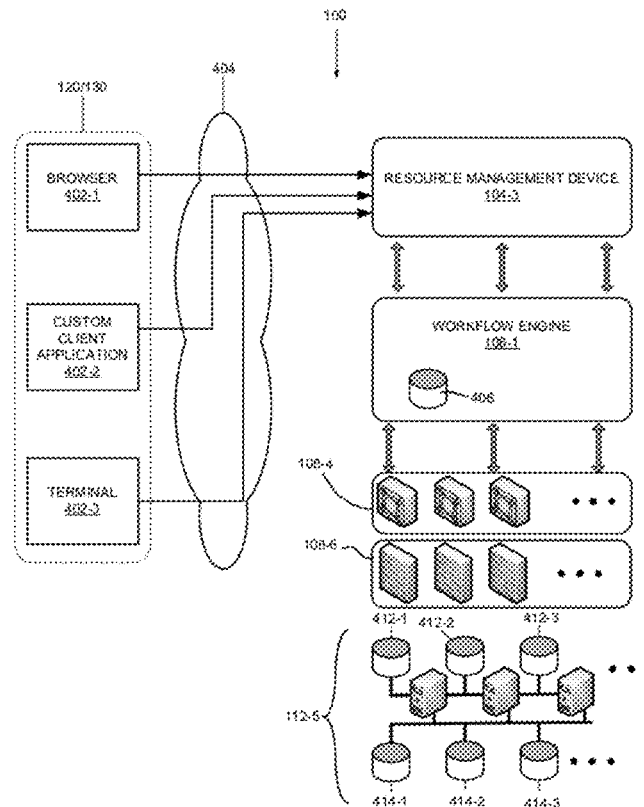 100
404
120/130
BROWSER
402-1
RESOURCE MANAGEMENT DEVICE
104-3
CUSTOM
CLIENT
APPLICATION
402-2
WORKFLOW ENGINE
108-1
406
TERMINAL
402-3
108-4
108-6
412-1
412-2
412-3
112-5
414-1
414-2
414-3